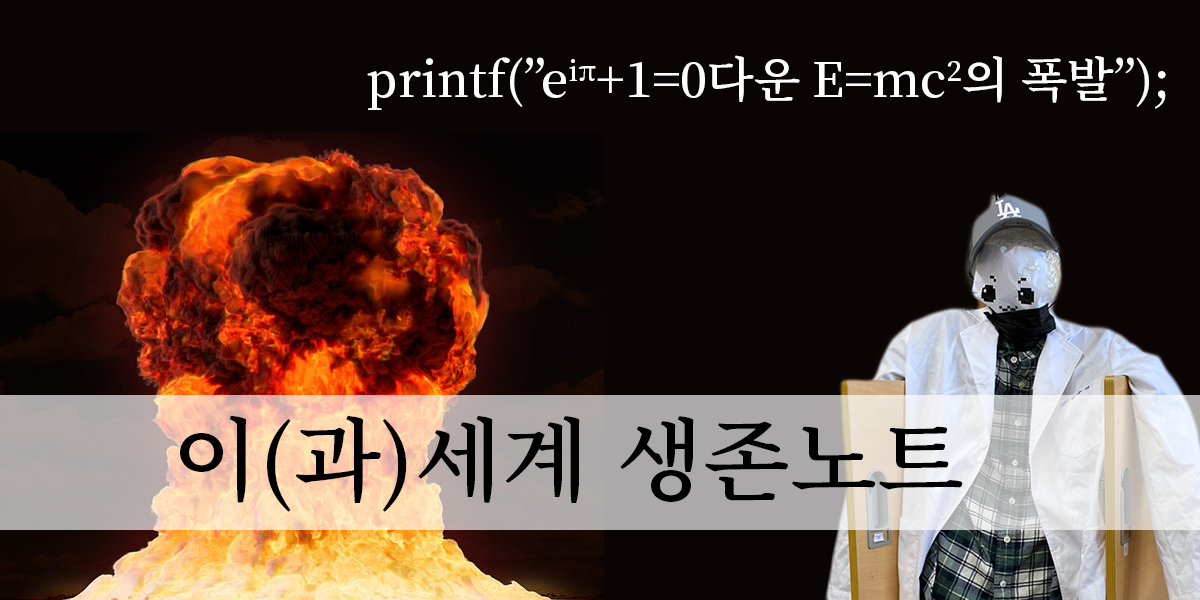 printf(”e^iπ+1=0다운 E=mc²의 폭발”);
LA
이(과)세계 생존노트